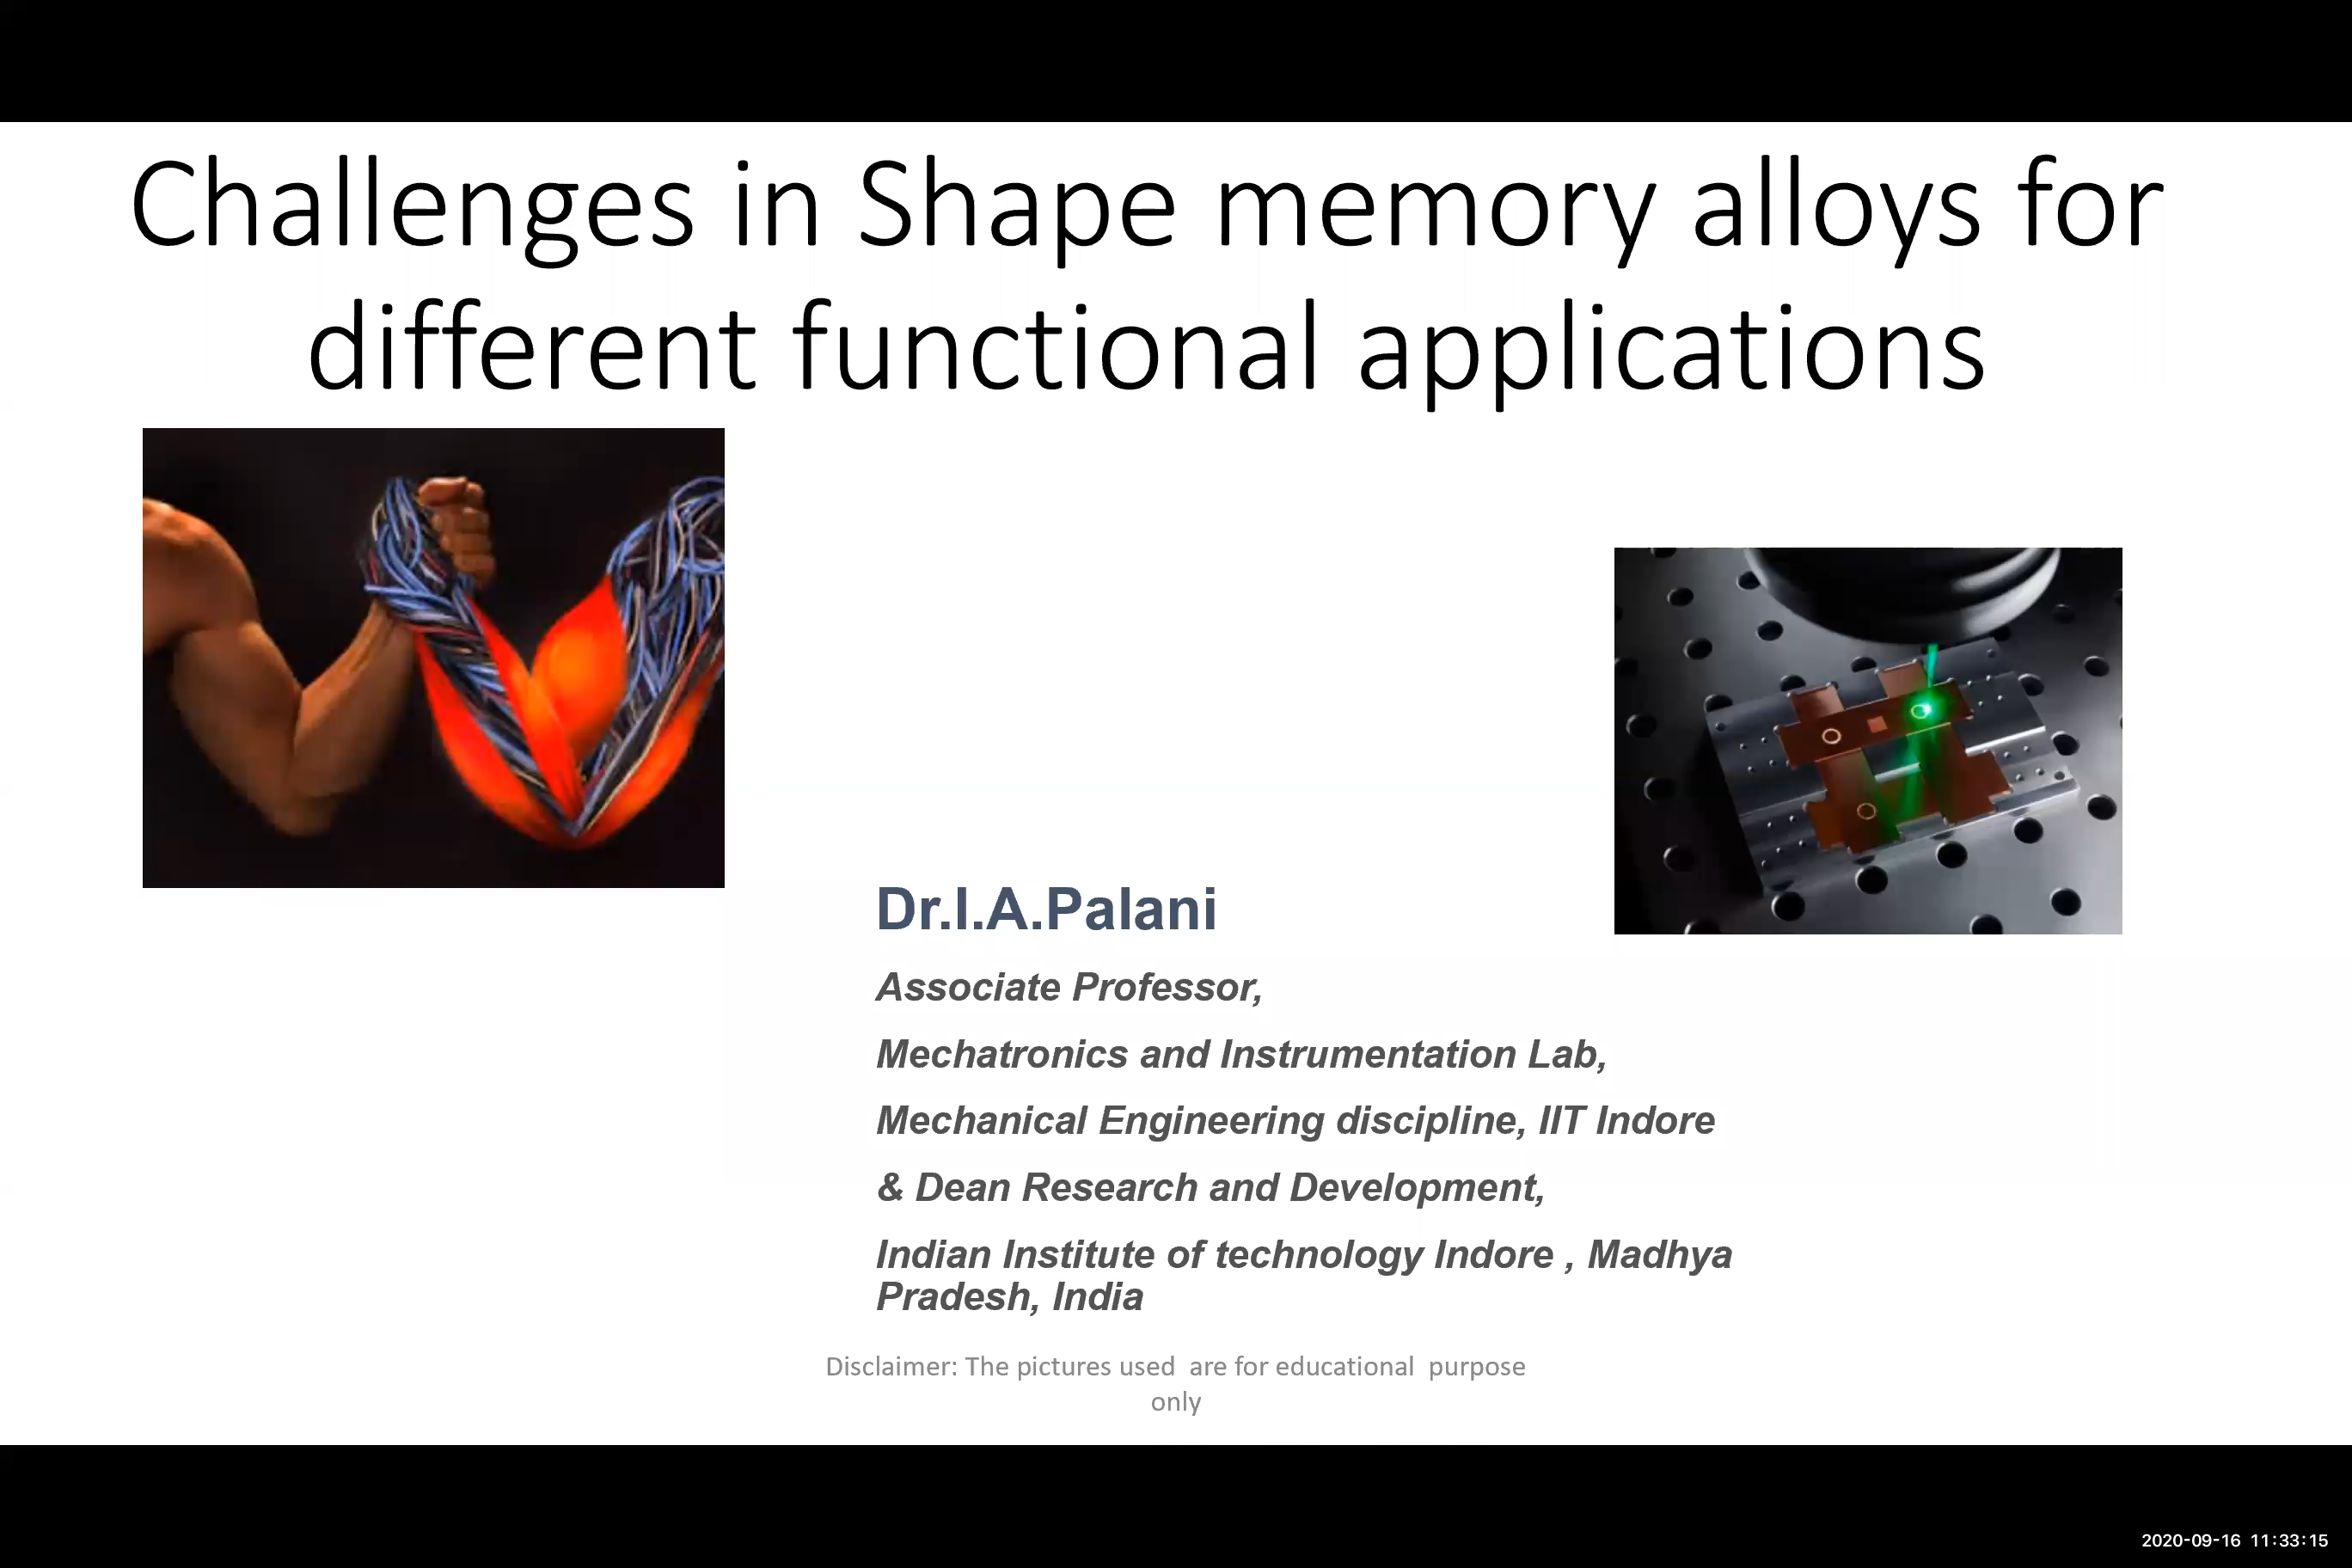 Challenges in Shape memory alloys for
different functional applications
Dr.I.A.Palani
Associate Professor,
Mechatronics and Instrumentation Lab,
Mechanical Engineering discipline, IIT Indore
& Dean Research and Development,
Indian Institute of technology Indore , Madhya
Pradesh, India
Disclaimer: The pictures used  are for educational  purpose
only
2020-09-16 11:33:15